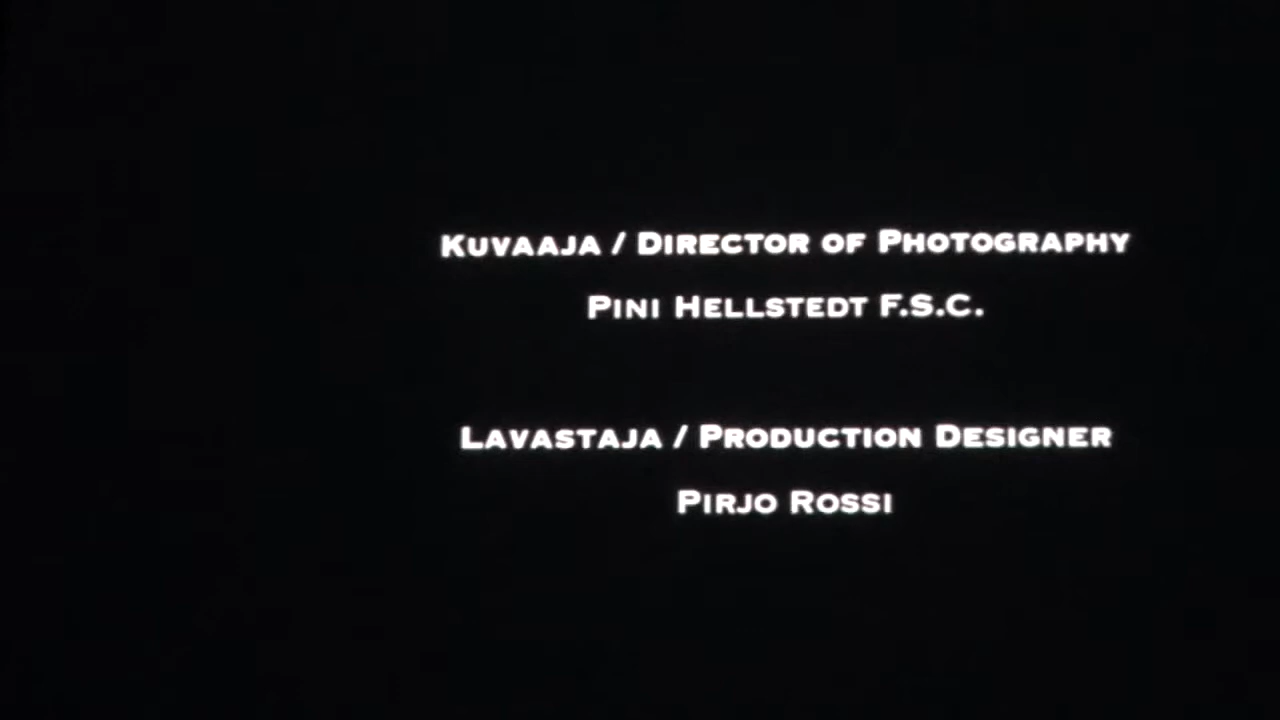 Kuvaaja / Director of Photography
Pini Hellstedt F.S.C.
Lavastaja / Production Designer
Pirjo Rossi